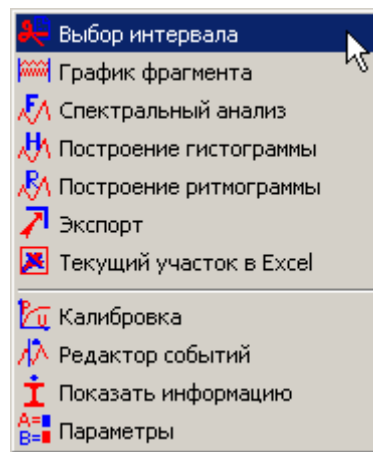 Выбор интервала
График фрагмента
Спектральный анализ
Построение гистограммы
Построение ритмограммы
Экспорт
Текущий участок в Excel
Калибровка
Редактор событий
Показать информацию
Параметры